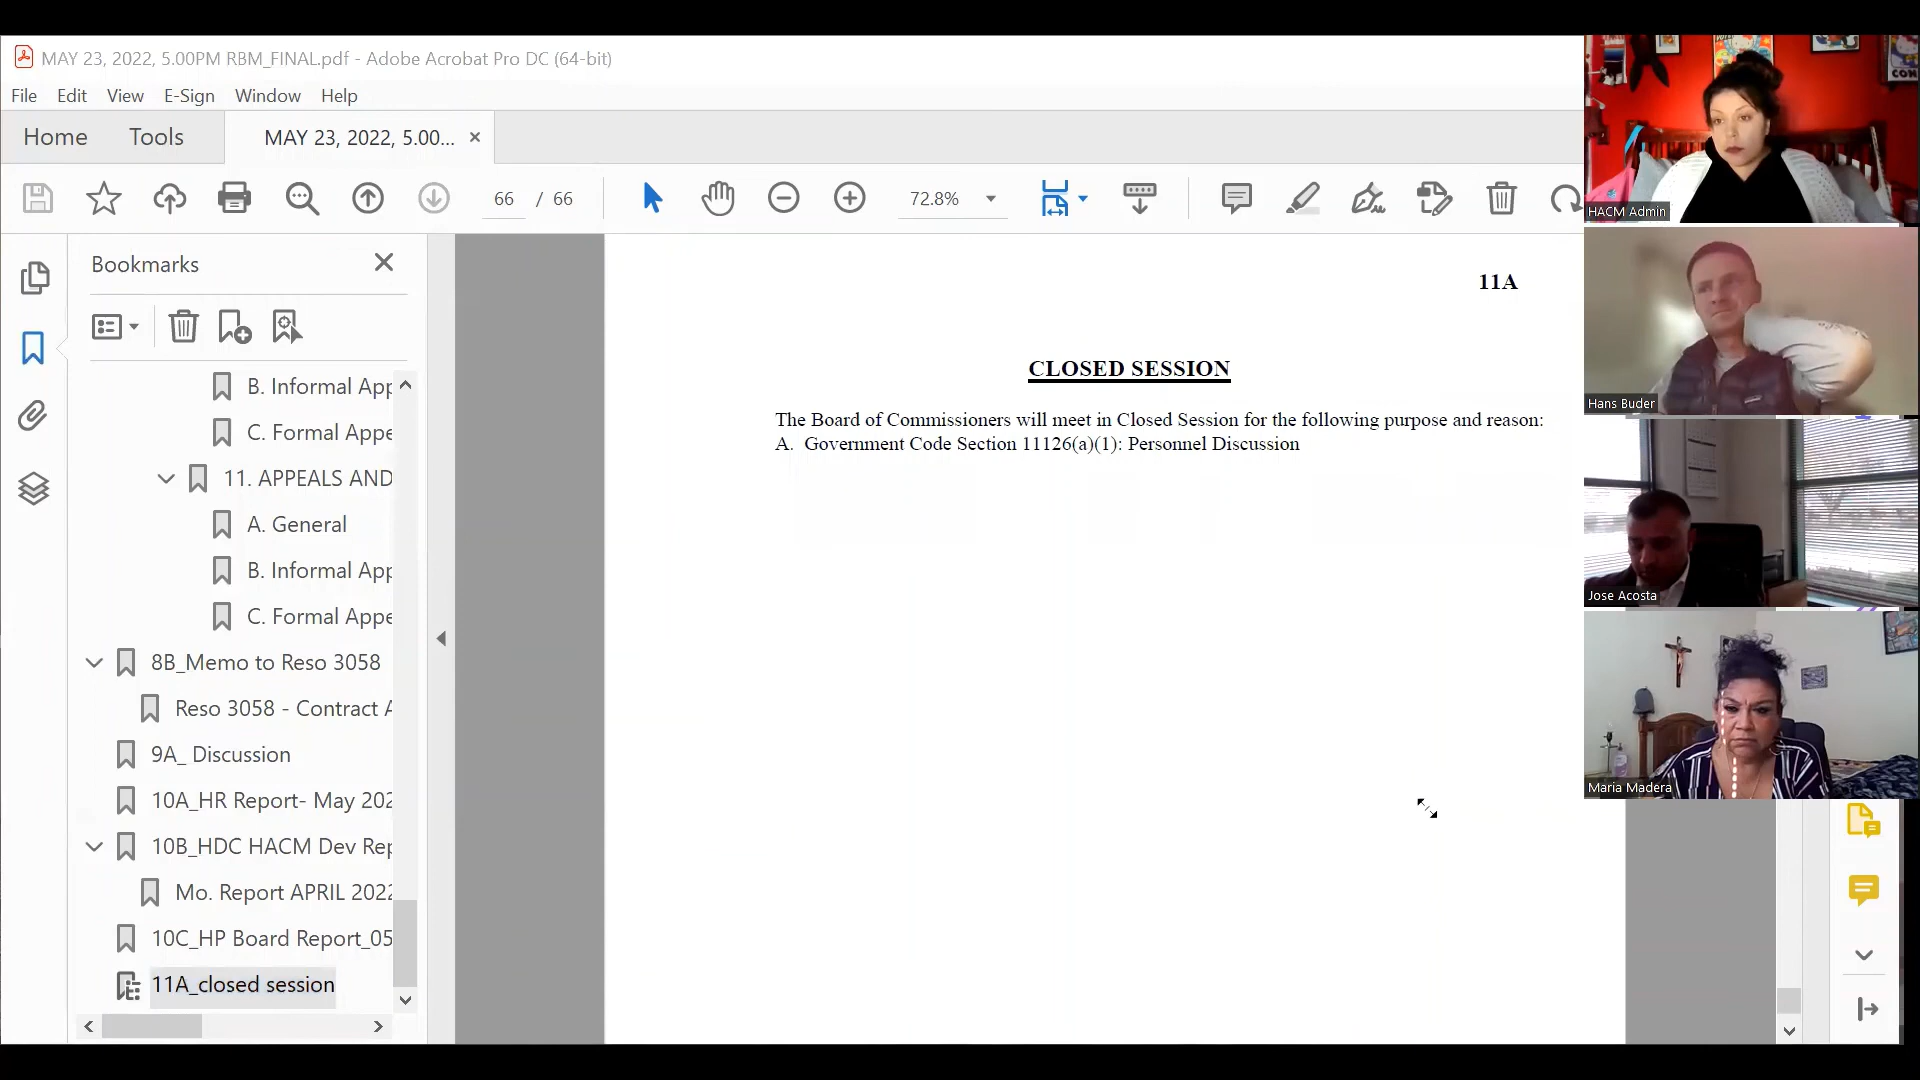 MAY 23, 2022, 5.00PM RBM_FINAL.pdf - Adobe Acrobat Pro DC (64-bit)
File Edit View E-Sign Window Help
Home Tools MAY 23, 2022, 5.00... ×
66 / 66 72.8%
Bookmarks
B. Informal App
C. Formal Appe
11. APPEALS AND
A. General
B. Informal App
C. Formal Appe
8B_Memo to Reso 3058
Reso 3058 - Contract A
9A_ Discussion
10A_HR Report- May 202
10B_HDC HACM Dev Rep
Mo. Report APRIL 2022
10C_HP Board Report_05
11A_closed session
11A
CLOSED SESSION
The Board of Commissioners will meet in Closed Session for the following purpose and reason:
A. Government Code Section 11126(a)(1): Personnel Discussion
CON
HACM Admin
Hans Buder
Jose Acosta
Maria Madera